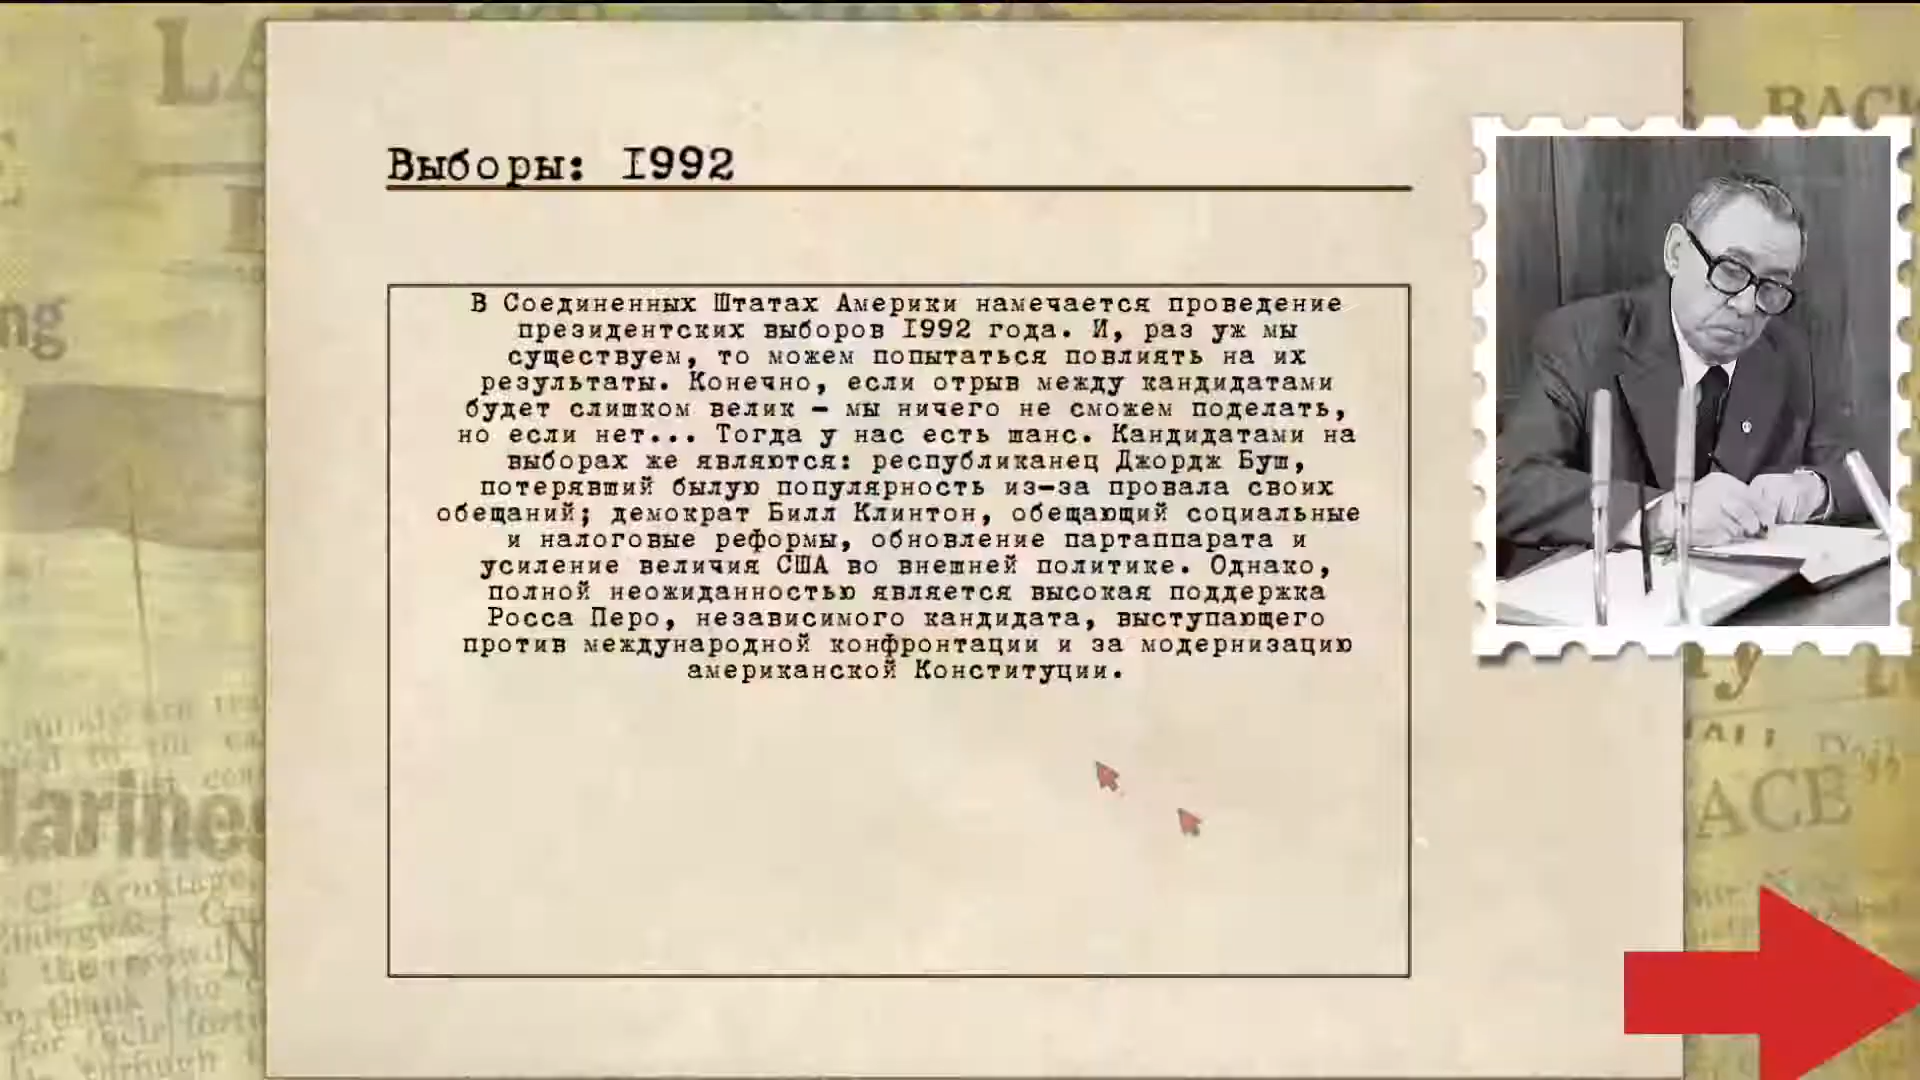 Выборы: 1992
В Соединенных Штатах Америки намечается проведение
президентских выборов 1992 года. И, раз уж мы
существуем, то можем попытаться повлиять на их
результаты. Конечно, если отрыв между кандидатами
будет слишком велик - мы ничего не сможем поделать,
но если нет... Тогда у нас есть шанс. Кандидатами на
выборах же являются: республиканец Джордж Буш,
потерявший былую популярность из-за провала своих
обещаний; демократ Билл Клинтон, обещающий социальные
и налоговые реформы, обновление партаппарата и
усиление величия США во внешней политике. Однако,
полной неожиданностью является высокая поддержка
Росса Перо, независимого кандидата, выступающего
против международной конфронтации и за модернизацию
американской Конституции.
BACK
ng
ACE